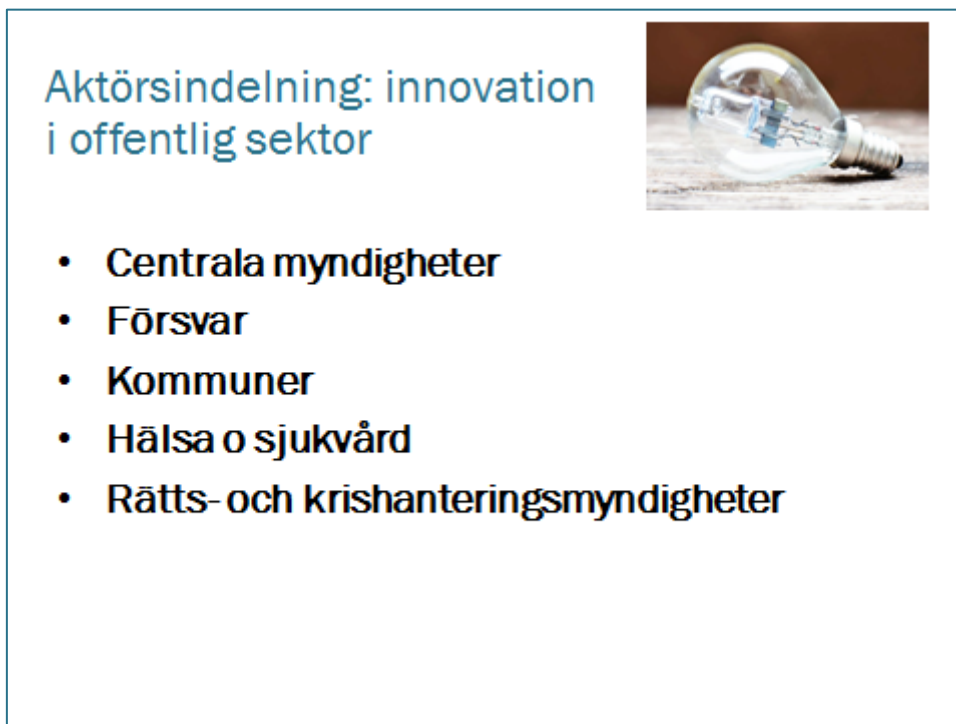 Aktörsindelning: innovation
i offentlig sektor
• Centrala myndigheter
• Försvar
• Kommuner
• Hälsa o sjukvård
• Rätts- och krishanteringsmyndigheter